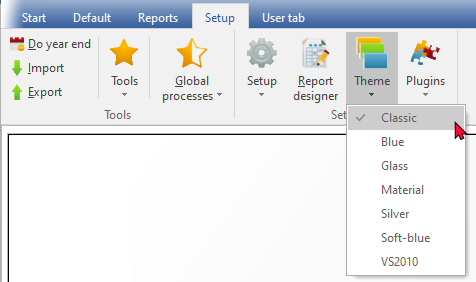 Start Default Reports Setup User tab
Do year end
Import
Export
Tools
Global processes
Setup
Report designer
Theme
Plugins
Tools
Set
Classic
Blue
Glass
Material
Silver
Soft-blue
VS2010